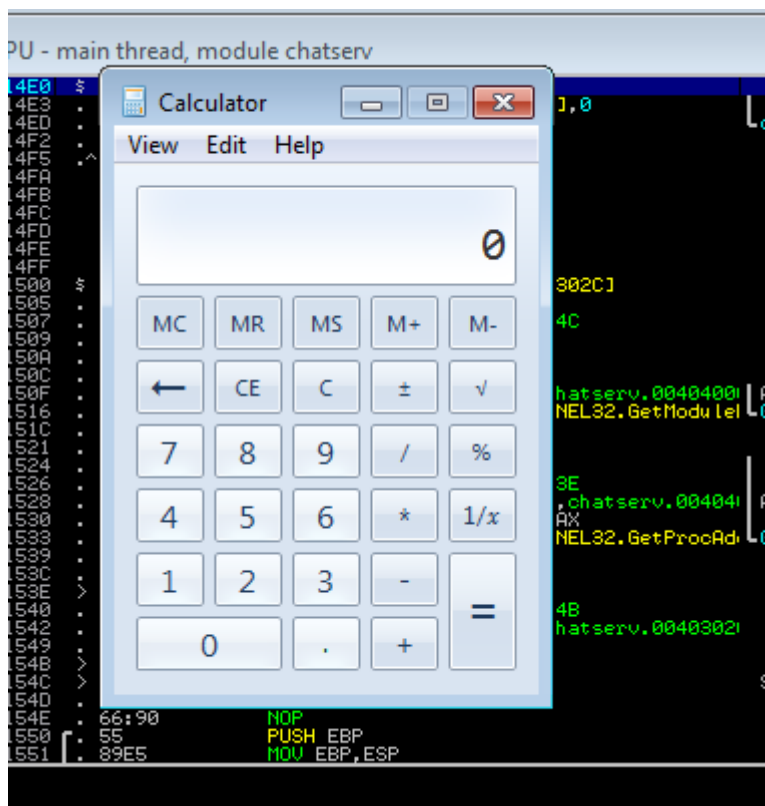 PU - main thread, module chatserv
14E0 $
14E3 . ],0
14ED .
14F2 .
14F5 .^
14FA
14FB
14FC
14FD
14FE
14FF
1500 $ 302C]
1505 .
1507 . 4C
1509 .
150A .
150C .
150F . hatserv.0040400
1516 . NEL32.GetModule
151C .
1521 .
1524 .
1526 . 3E
1528 . ,chatserv.00404
1530 . AX
1533 . NEL32.GetProcAd
1539 .
153C .
153E >
1540 . 4B
1542 . hatserv.0040302
1549 .
154B >
154C >
154D .
154E . 66:90 NOP
1550 . 55 PUSH EBP
1551 . 89E5 MOV EBP,ESP
Calculator
View Edit Help
0
MC MR MS M+ M-
← CE C ± √
7 8 9 / %
4 5 6 * 1/x
1 2 3 - =
0 . +